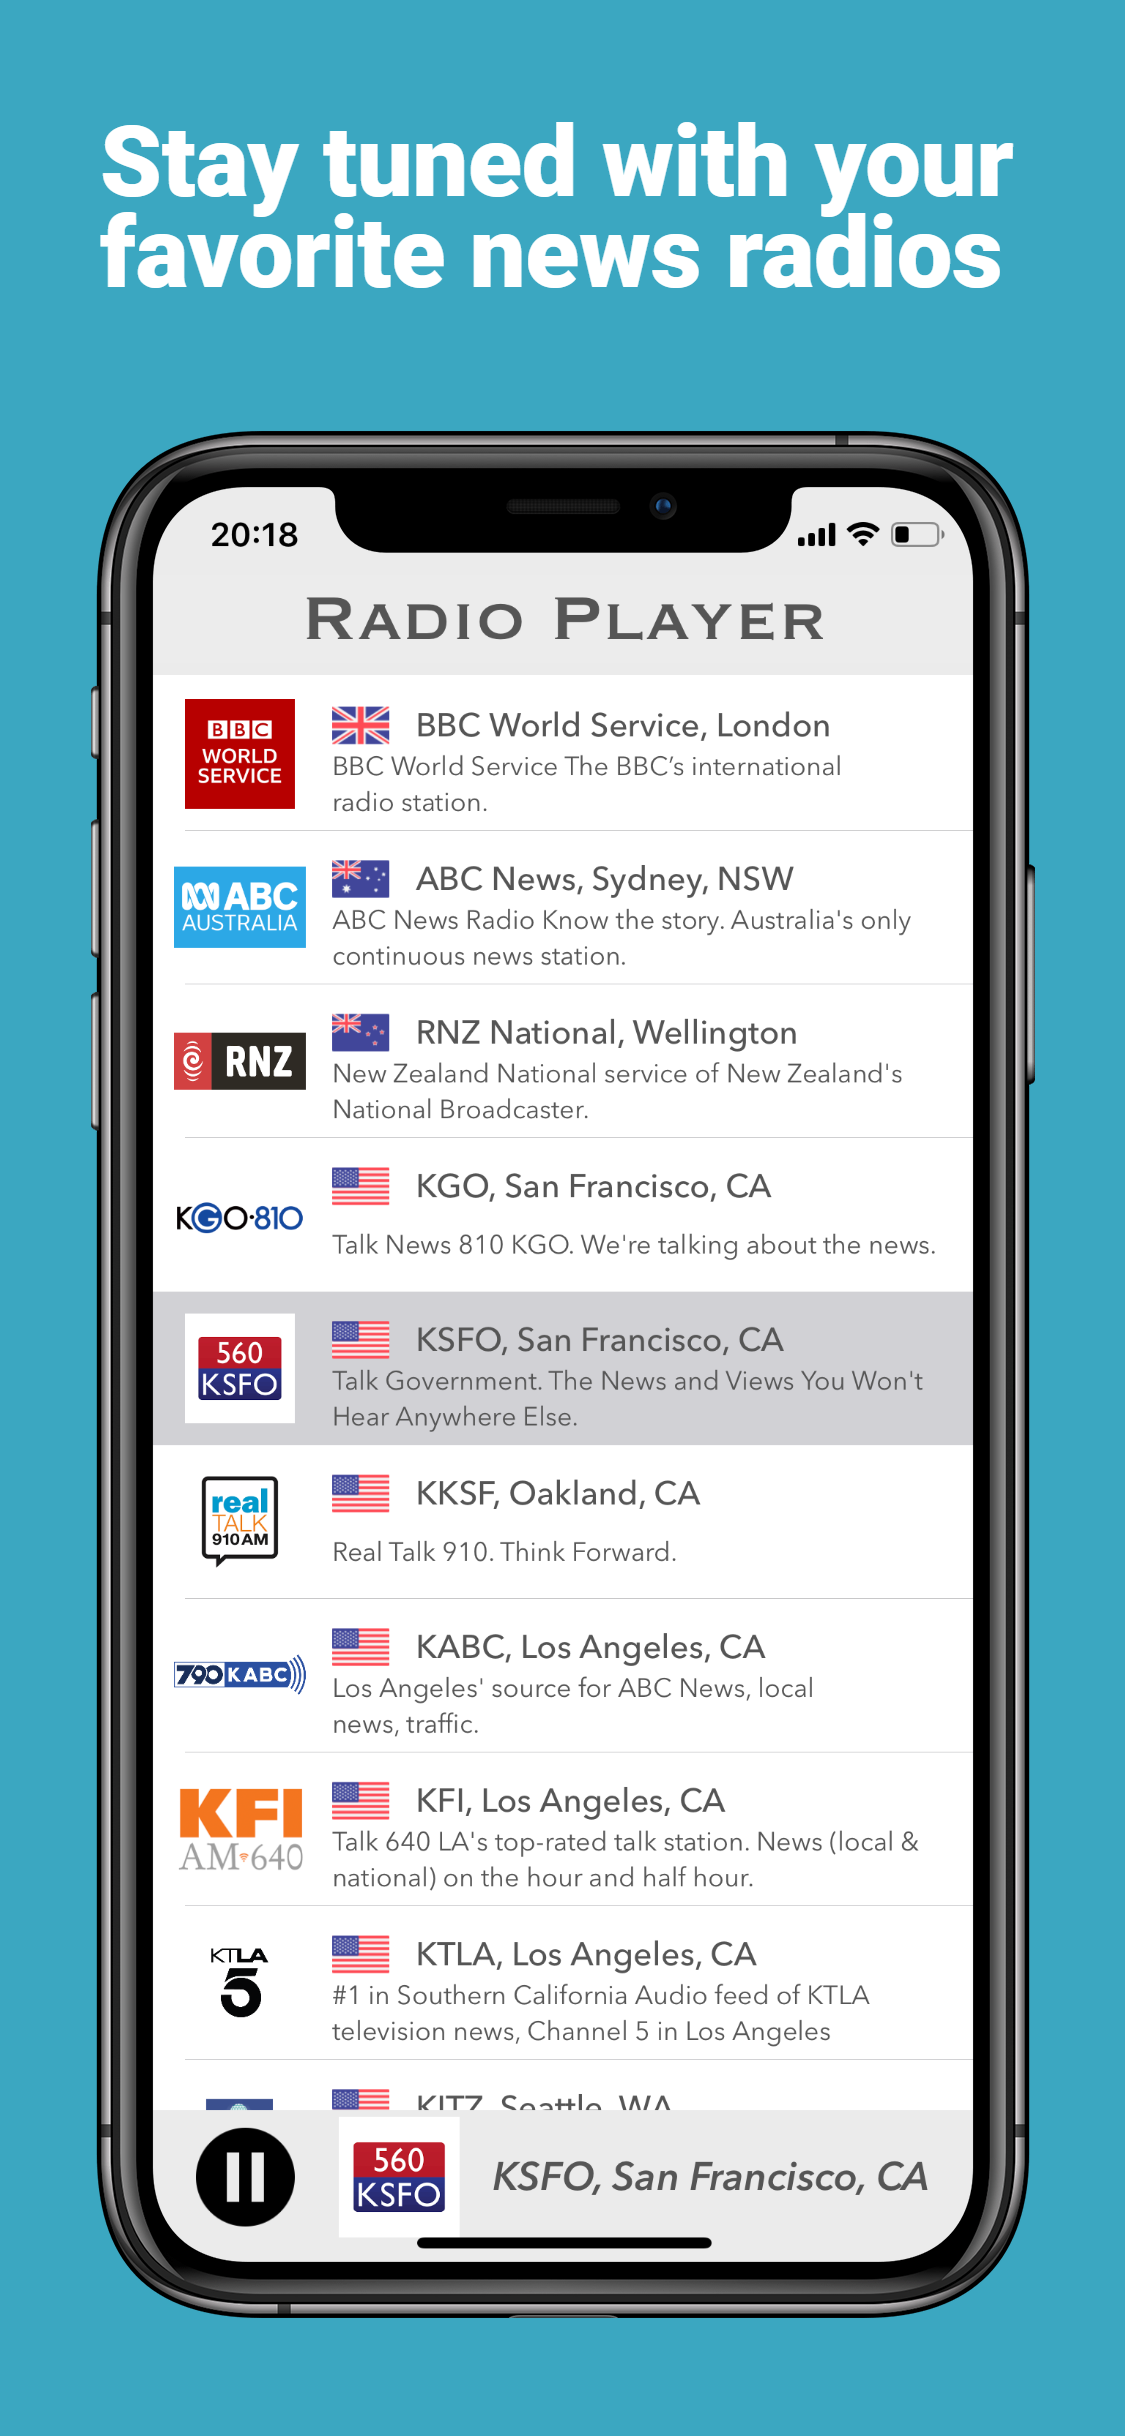 Stay tuned with your
favorite news radios
20:18
RADIO PLAYER
BBC
WORLD
SERVICE
BBC World Service, London
BBC World Service The BBC’s international
radio station.
ABC
AUSTRALIA
ABC News, Sydney, NSW
ABC News Radio Know the story. Australia's only
continuous news station.
RNZ
RNZ National, Wellington
New Zealand National service of New Zealand's
National Broadcaster.
KGO·810
KGO, San Francisco, CA
Talk News 810 KGO. We're talking about the news.
560
KSFO
KSFO, San Francisco, CA
Talk Government. The News and Views You Won't
Hear Anywhere Else.
real
TALK
910 AM
KKSF, Oakland, CA
Real Talk 910. Think Forward.
790 KABC
KABC, Los Angeles, CA
Los Angeles' source for ABC News, local
news, traffic.
KFI
AM 640
KFI, Los Angeles, CA
Talk 640 LA's top-rated talk station. News (local &
national) on the hour and half hour.
KTLA
5
KTLA, Los Angeles, CA
#1 in Southern California Audio feed of KTLA
television news, Channel 5 in Los Angeles
Seattle, WA
560
KSFO
KSFO, San Francisco, CA